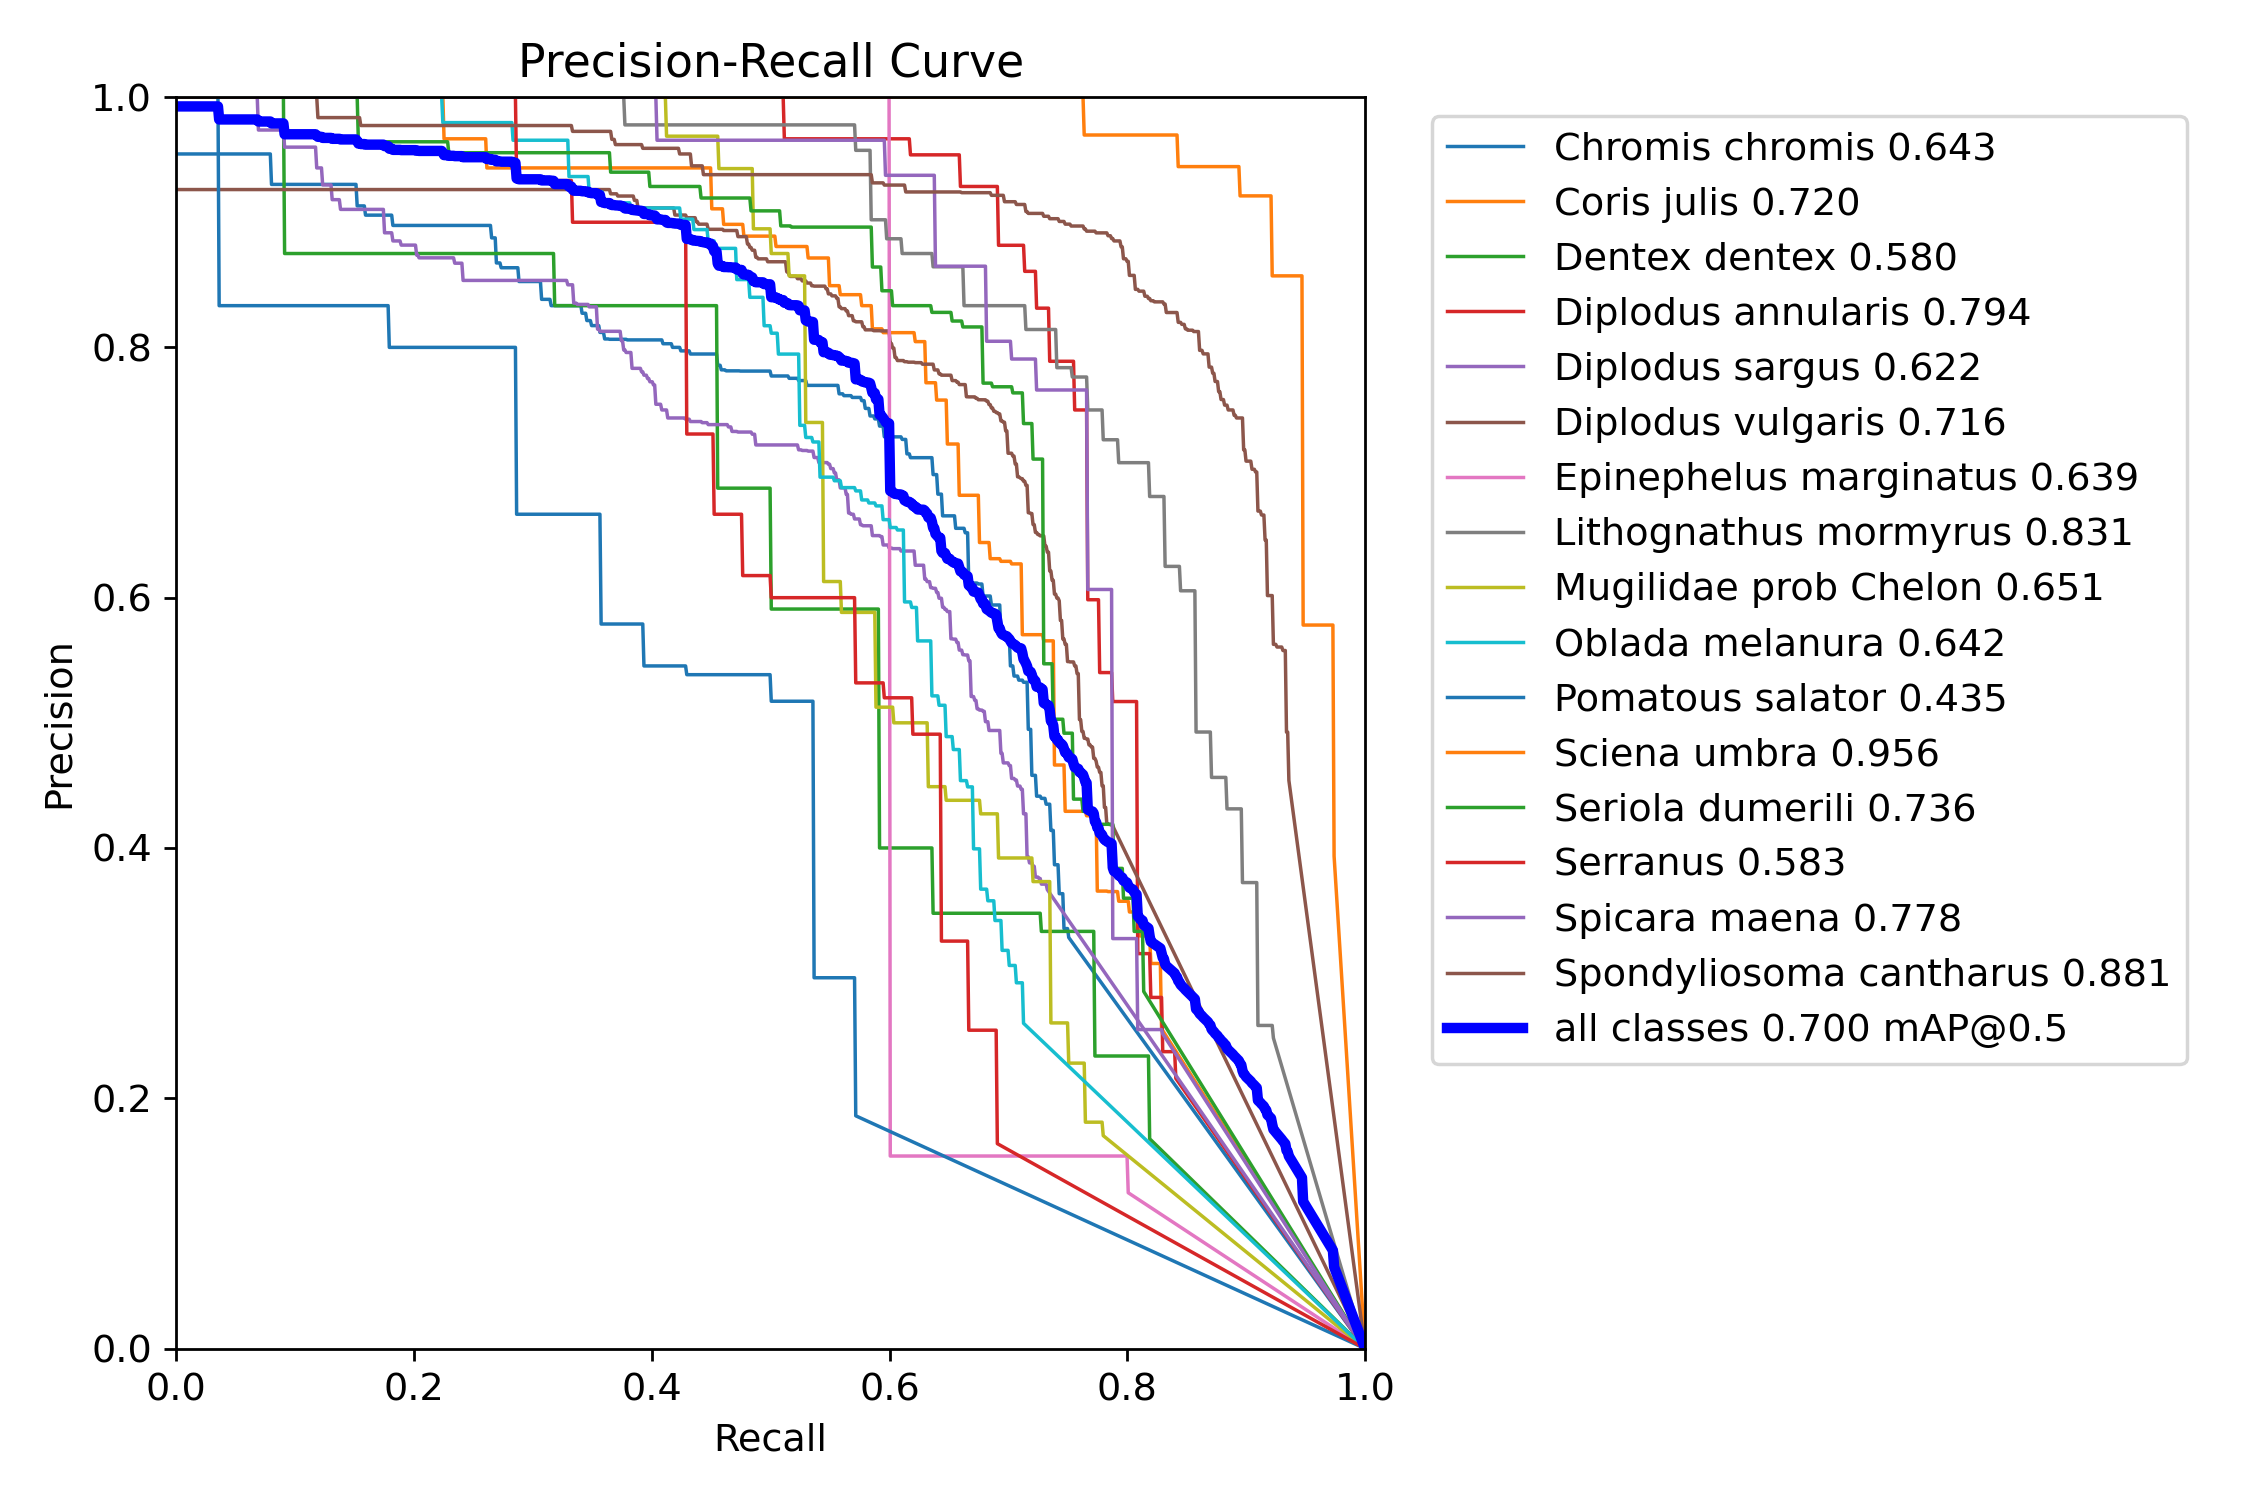 Precision-Recall Curve
1.0
0.8
0.6
0.4
0.2
0.0
Precision
0.0 0.2 0.4 0.6 0.8 1.0
Recall
Chromis chromis 0.643
Coris julis 0.720
Dentex dentex 0.580
Diplodus annularis 0.794
Diplodus sargus 0.622
Diplodus vulgaris 0.716
Epinephelus marginatus 0.639
Lithognathus mormyrus 0.831
Mugilidae prob Chelon 0.651
Oblada melanura 0.642
Pomatous salator 0.435
Sciena umbra 0.956
Seriola dumerili 0.736
Serranus 0.583
Spicara maena 0.778
Spondyliosoma cantharus 0.881
all classes 0.700 mAP@0.5